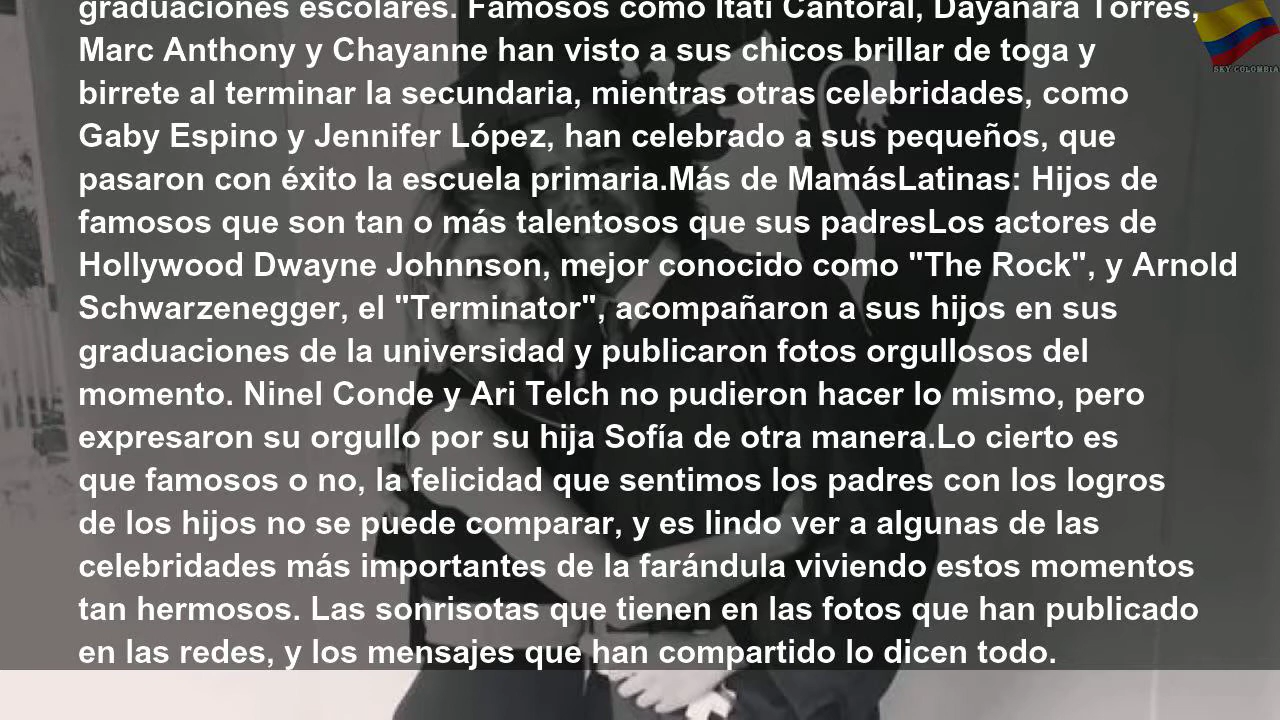 graduaciones escolares. Famosos como Itatí Cantoral, Dayanara Torres,
Marc Anthony y Chayanne han visto a sus chicos brillar de toga y
birrete al terminar la secundaria, mientras otras celebridades, como
Gaby Espino y Jennifer López, han celebrado a sus pequeños, que
pasaron con éxito la escuela primaria.Más de MamásLatinas: Hijos de
famosos que son tan o más talentosos que sus padresLos actores de
Hollywood Dwayne Johnnson, mejor conocido como "The Rock", y Arnold
Schwarzenegger, el "Terminator", acompañaron a sus hijos en sus
graduaciones de la universidad y publicaron fotos orgullosos del
momento. Ninel Conde y Ari Telch no pudieron hacer lo mismo, pero
expresaron su orgullo por su hija Sofía de otra manera.Lo cierto es
que famosos o no, la felicidad que sentimos los padres con los logros
de los hijos no se puede comparar, y es lindo ver a algunas de las
celebridades más importantes de la farándula viviendo estos momentos
tan hermosos. Las sonrisotas que tienen en las fotos que han publicado
en las redes, y los mensajes que han compartido lo dicen todo.
SKY COLOMBIA